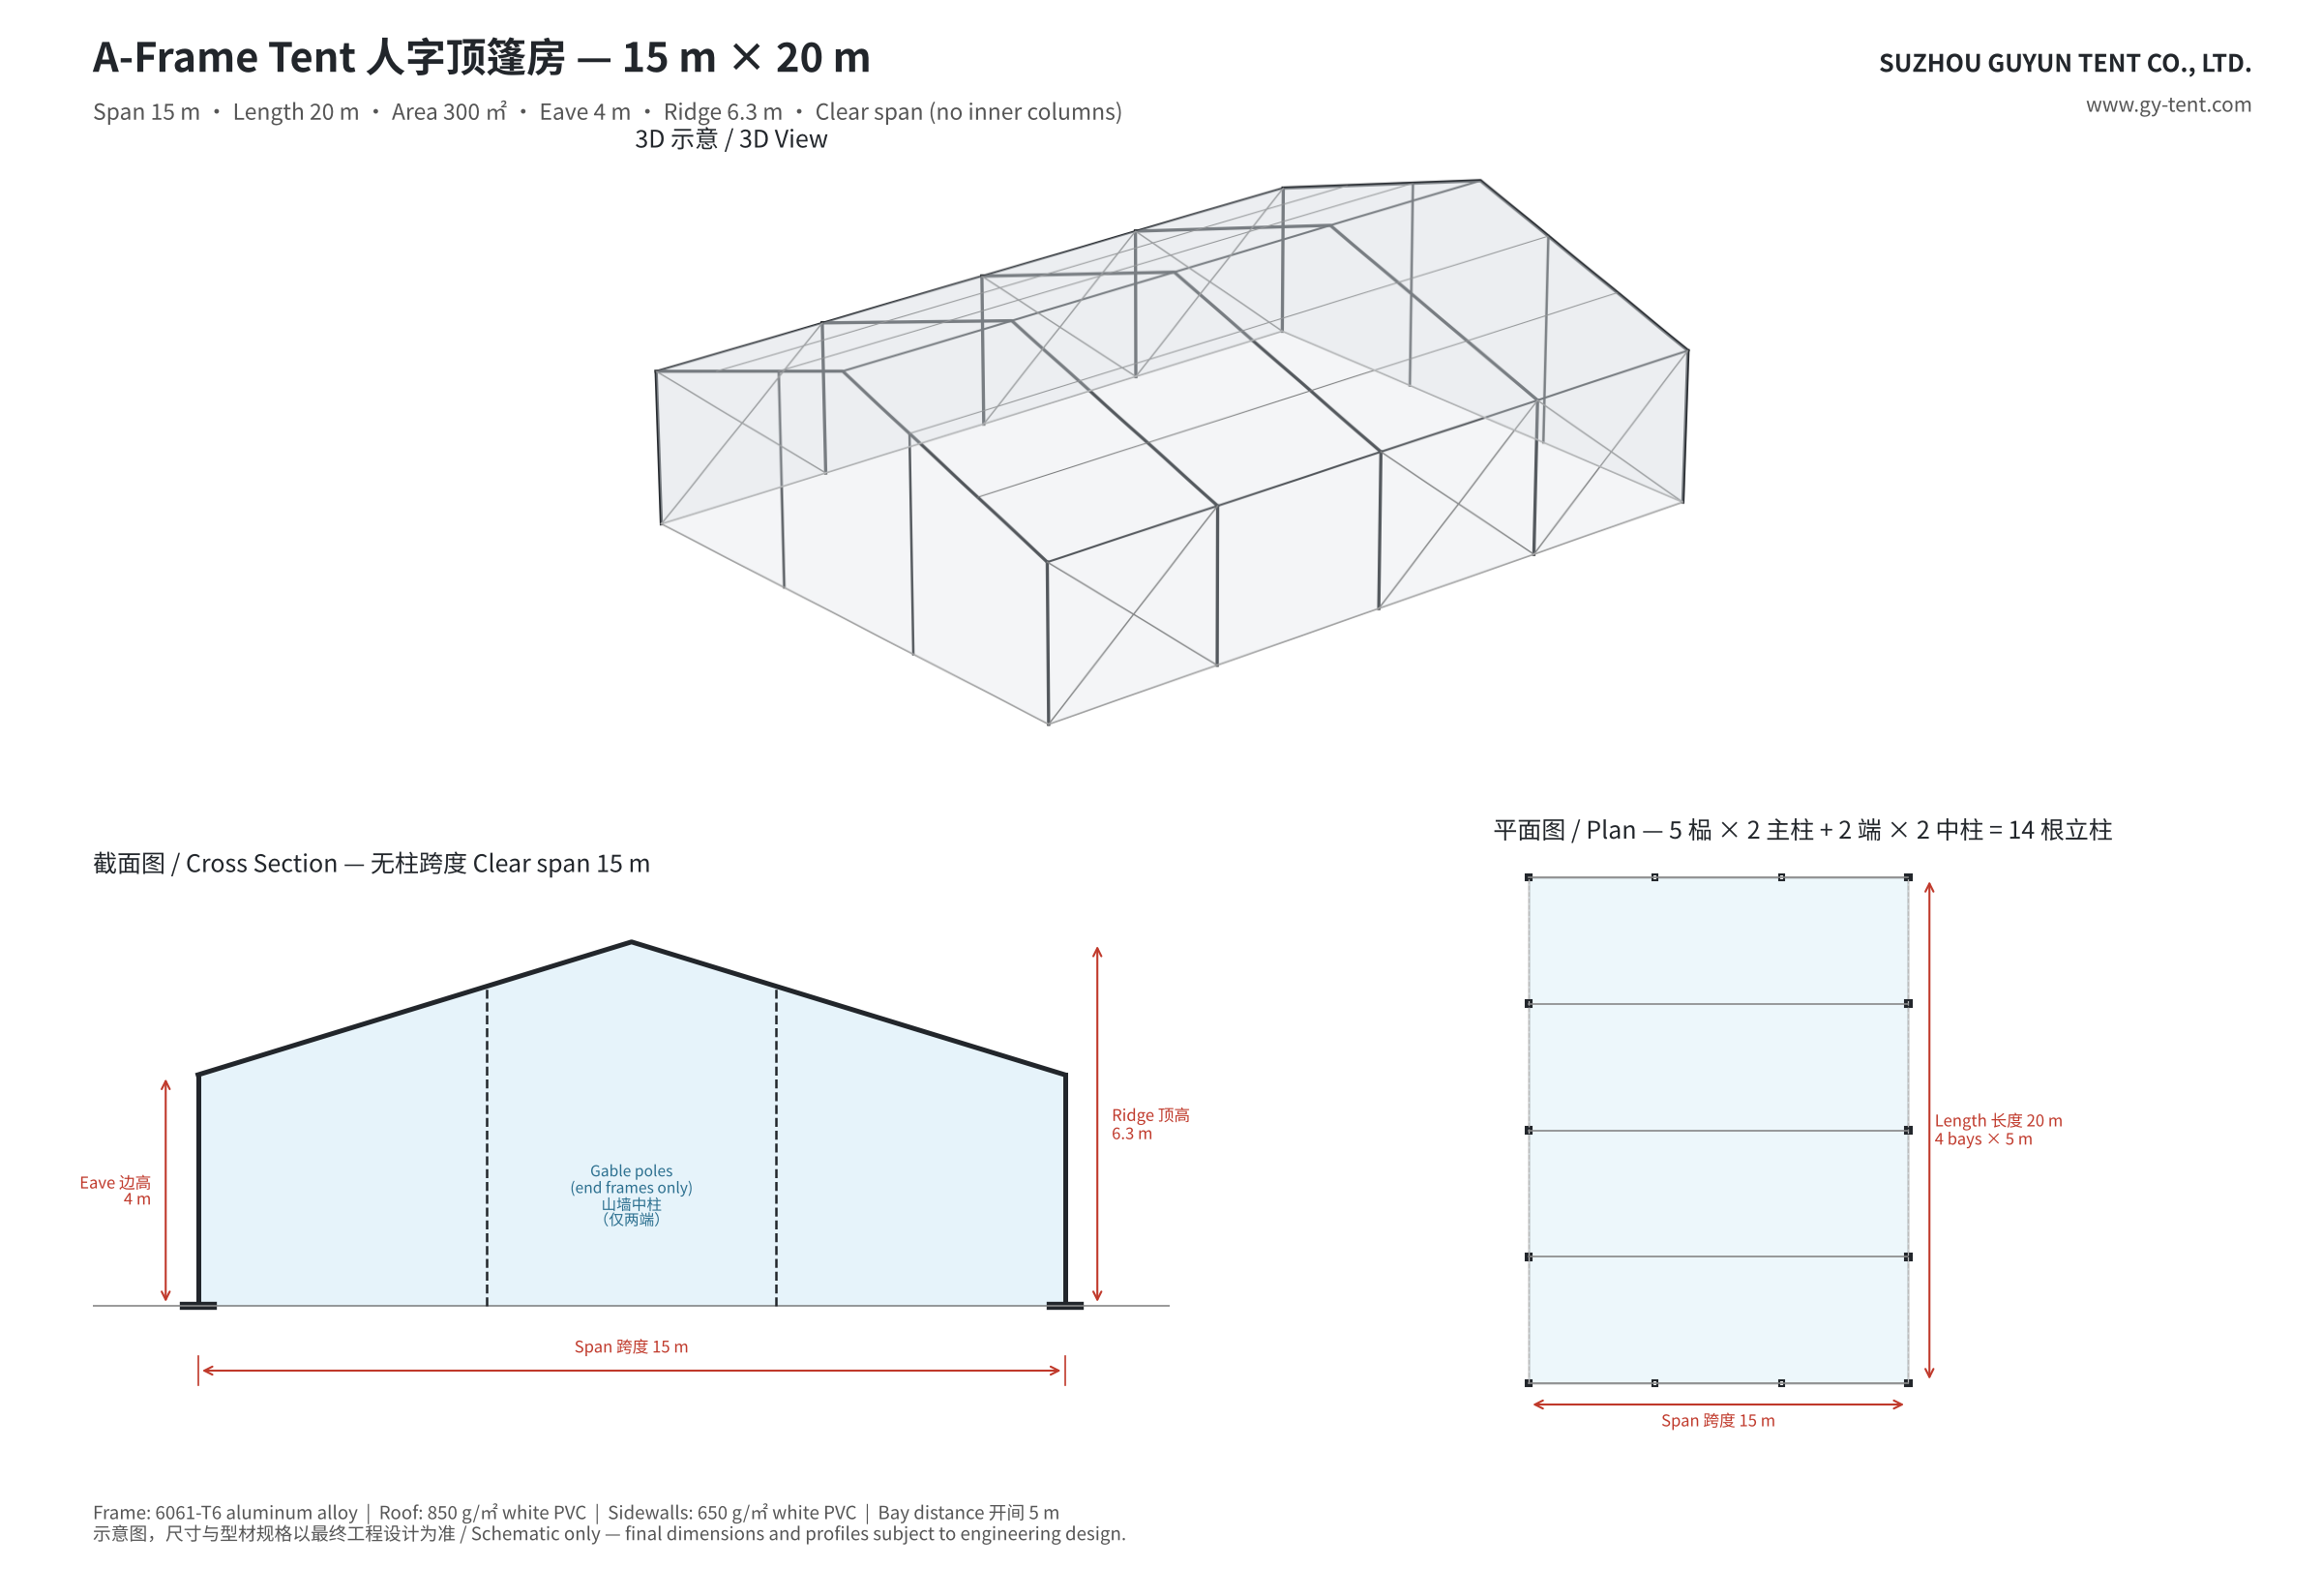 A-Frame Tent 人字顶篷房 — 15 m × 20 m
SUZHOU GUYUN TENT CO., LTD.
Span 15 m · Length 20 m · Area 300 ㎡ · Eave 4 m · Ridge 6.3 m · Clear span (no inner columns)
www.gy-tent.com
3D 示意 / 3D View
平面图 / Plan — 5 榀 × 2 主柱 + 2 端 × 2 中柱 = 14 根立柱
截面图 / Cross Section — 无柱跨度 Clear span 15 m
Ridge 顶高
6.3 m
Length 长度 20 m
4 bays × 5 m
Gable poles
(end frames only)
山墙中柱
（仅两端）
Eave 边高
4 m
Span 跨度 15 m
Span 跨度 15 m
Frame: 6061-T6 aluminum alloy | Roof: 850 g/㎡ white PVC | Sidewalls: 650 g/㎡ white PVC | Bay distance 开间 5 m
示意图，尺寸与型材规格以最终工程设计为准 / Schematic only — final dimensions and profiles subject to engineering design.